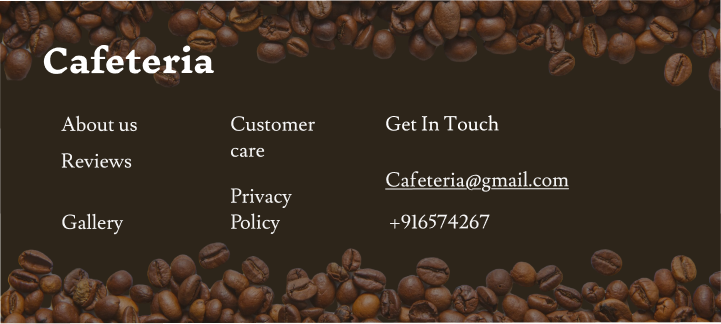 Cafeteria
About us
Reviews
Gallery
Customer
care
Privacy
Policy
Get In Touch
Cafeteria@gmail.com
+916574267